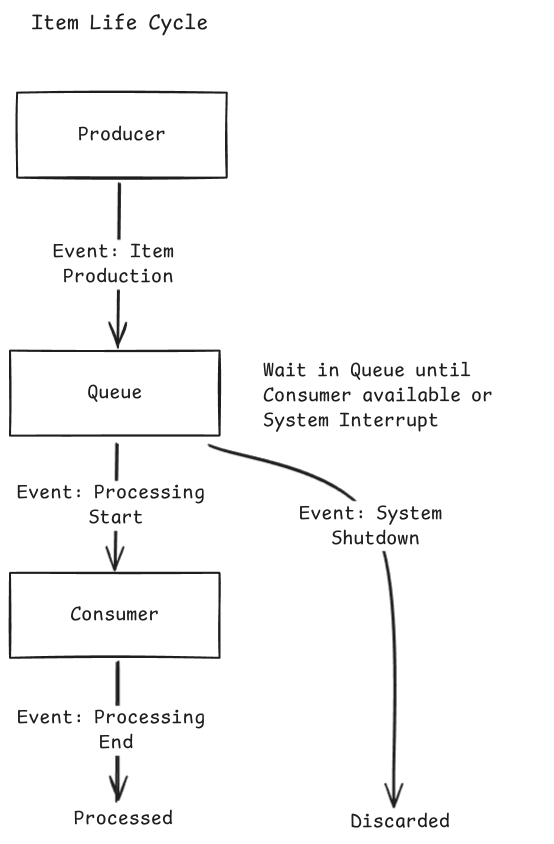 Item Life Cycle
Producer
Event: Item
Production
Queue
Wait in Queue until
Consumer available or
System Interrupt
Event: Processing
Start
Event: System
Shutdown
Consumer
Event: Processing
End
Processed
Discarded